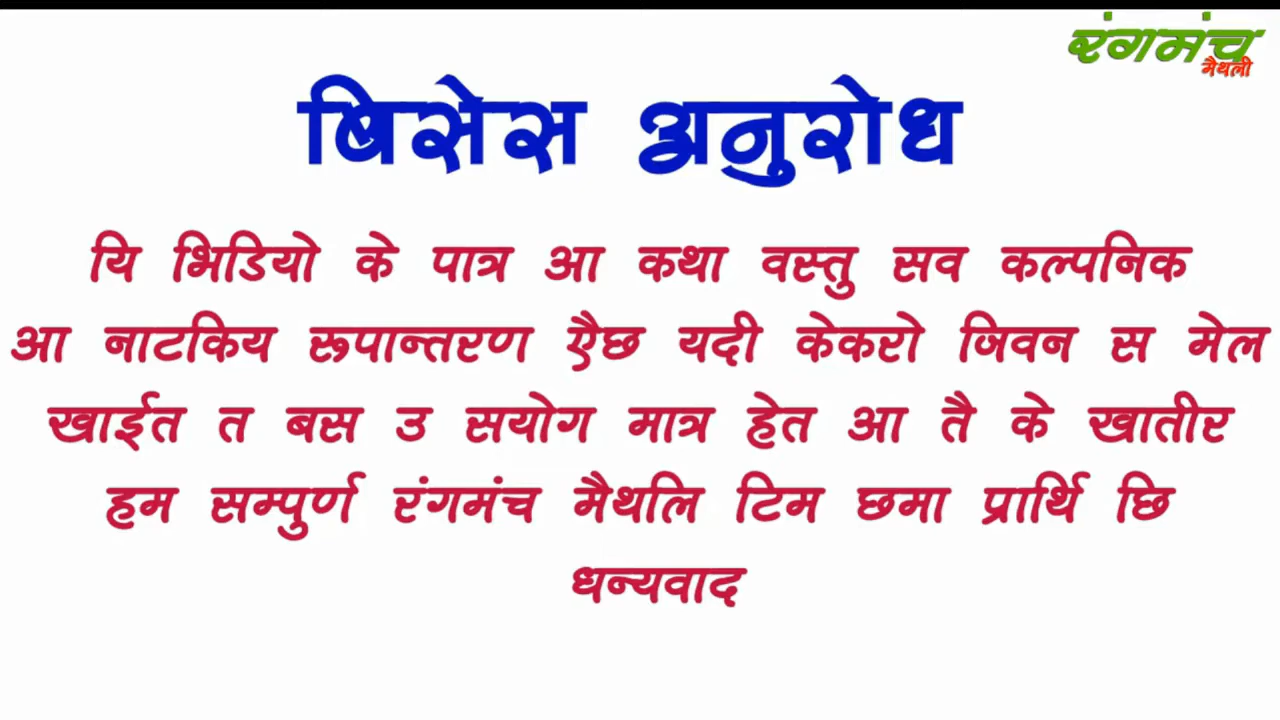 रंगमंच
मैथली
बिसेस अनुरोध
यि भिडियो के पात्र आ कथा वस्तु सव कल्पनिक
आ नाटकिय रूपान्तरण एैछ यदी केकरो जिवन स मेल
खाईत त बस उ सयोग मात्र हेत आ तै के खातीर
हम सम्पुर्ण रंगमंच मैथलि टिम छमा प्रार्थि छि
धन्यवाद